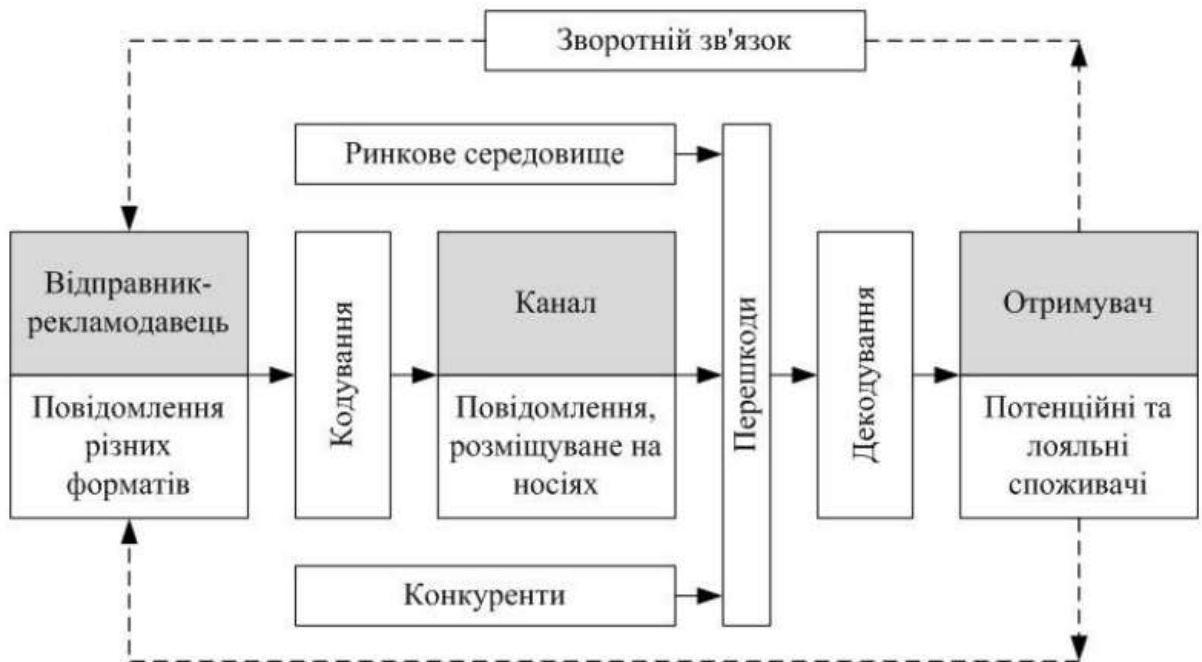 Зворотній зв'язок
Ринкове середовище
Відправник-
рекламодавець
Повідомлення
різних
форматів
Кодування
Канал
Повідомлення,
розміщуване на
носіях
Перешкоди
Декодування
Отримувач
Потенційні та
лояльні
споживачі
Конкуренти